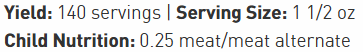 Yield: 140 servings | Serving Size: 1 1/2 oz
Child Nutrition: 0.25 meat/meat alternate